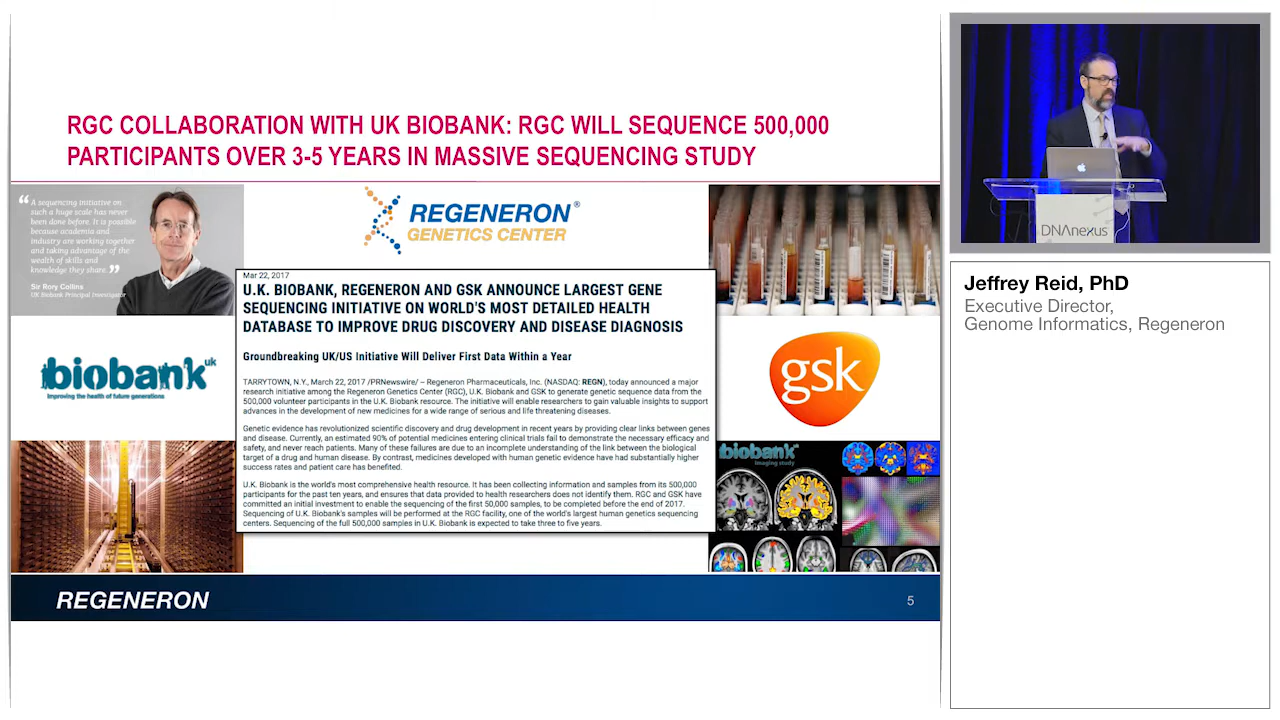 RGC COLLABORATION WITH UK BIOBANK: RGC WILL SEQUENCE 500,000
PARTICIPANTS OVER 3-5 YEARS IN MASSIVE SEQUENCING STUDY
“ A sequencing initiative on
such a huge scale has never
been done before. It is possible
because academia and
industry are working together
and taking advantage of the
wealth of skills and
knowledge they share. ”
Sir Rory Collins
UK Biobank Principal Investigator
REGENERON®
GENETICS CENTER
biobank uk
Improving the health of future generations
Mar 22, 2017
U.K. BIOBANK, REGENERON AND GSK ANNOUNCE LARGEST GENE
SEQUENCING INITIATIVE ON WORLD'S MOST DETAILED HEALTH
DATABASE TO IMPROVE DRUG DISCOVERY AND DISEASE DIAGNOSIS
Groundbreaking UK/US Initiative Will Deliver First Data Within a Year
TARRYTOWN, N.Y., March 22, 2017 /PRNewswire/ – Regeneron Pharmaceuticals, Inc. (NASDAQ: REGN), today announced a major
research initiative among the Regeneron Genetics Center (RGC), U.K. Biobank and GSK to generate genetic sequence data from the
500,000 volunteer participants in the U.K. Biobank resource. The initiative will enable researchers to gain valuable insights to support
advances in the development of new medicines for a wide range of serious and life threatening diseases.
Genetic evidence has revolutionized scientific discovery and drug development in recent years by providing clear links between genes
and disease. Currently, an estimated 90% of potential medicines entering clinical trials fail to demonstrate the necessary efficacy and
safety, and never reach patients. Many of these failures are due to an incomplete understanding of the link between the biological
target of a drug and human disease. By contrast, medicines developed with human genetic evidence have had substantially higher
success rates and patient care has benefited.
U.K. Biobank is the world's most comprehensive health resource. It has been collecting information and samples from its 500,000
participants for the past ten years, and ensures that data provided to health researchers does not identify them. RGC and GSK have
committed an initial investment to enable the sequencing of the first 50,000 samples, to be completed before the end of 2017.
Sequencing of U.K. Biobank's samples will be performed at the RGC facility, one of the world's largest human genetics sequencing
centers. Sequencing of the full 500,000 samples in U.K. Biobank is expected to take three to five years.
gsk
biobank
imaging study
REGENERON
5
DNAnexus
Jeffrey Reid, PhD
Executive Director,
Genome Informatics, Regeneron